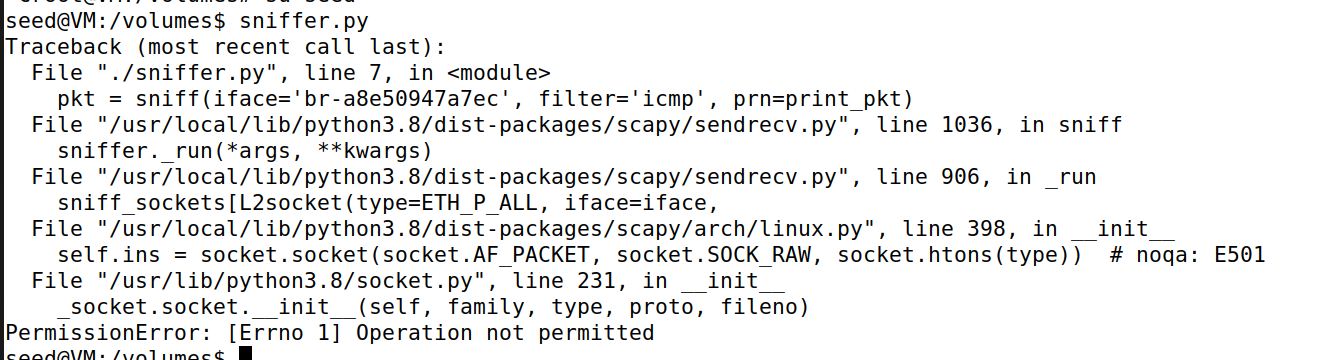 seed@VM:/volumes$ sniffer.py
Traceback (most recent call last):
  File "./sniffer.py", line 7, in <module>
    pkt = sniff(iface='br-a8e50947a7ec', filter='icmp', prn=print_pkt)
  File "/usr/local/lib/python3.8/dist-packages/scapy/sendrecv.py", line 1036, in sniff
    sniffer._run(*args, **kwargs)
  File "/usr/local/lib/python3.8/dist-packages/scapy/sendrecv.py", line 906, in _run
    sniff_sockets[L2socket(type=ETH_P_ALL, iface=iface,
  File "/usr/local/lib/python3.8/dist-packages/scapy/arch/linux.py", line 398, in __init__
    self.ins = socket.socket(socket.AF_PACKET, socket.SOCK_RAW, socket.htons(type))  # noqa: E501
  File "/usr/lib/python3.8/socket.py", line 231, in __init__
    _socket.socket.__init__(self, family, type, proto, fileno)
PermissionError: [Errno 1] Operation not permitted
seed@VM:/volumes$